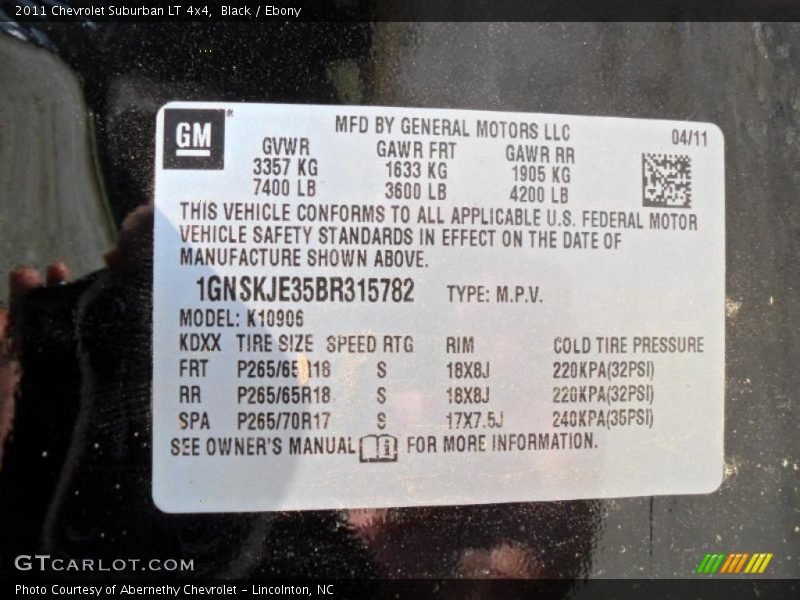 2011 Chevrolet Suburban LT 4x4, Black / Ebony
GM
MFD BY GENERAL MOTORS LLC 04/11
GVWR GAWR FRT GAWR RR
3357 KG 1633 KG 1905 KG
7400 LB 3600 LB 4200 LB
THIS VEHICLE CONFORMS TO ALL APPLICABLE U.S. FEDERAL MOTOR
VEHICLE SAFETY STANDARDS IN EFFECT ON THE DATE OF
MANUFACTURE SHOWN ABOVE.
1GNSKJE35BR315782 TYPE: M.P.V.
MODEL: K10906
KDXX TIRE SIZE SPEED RTG RIM COLD TIRE PRESSURE
FRT P265/65R18 S 18X8J 220KPA(32PSI)
RR P265/65R18 S 18X8J 220KPA(32PSI)
SPA P265/70R17 S 17X7.5J 240KPA(35PSI)
SEE OWNER'S MANUAL FOR MORE INFORMATION.
GTCARLOT.COM
Photo Courtesy of Abernethy Chevrolet - Lincolnton, NC